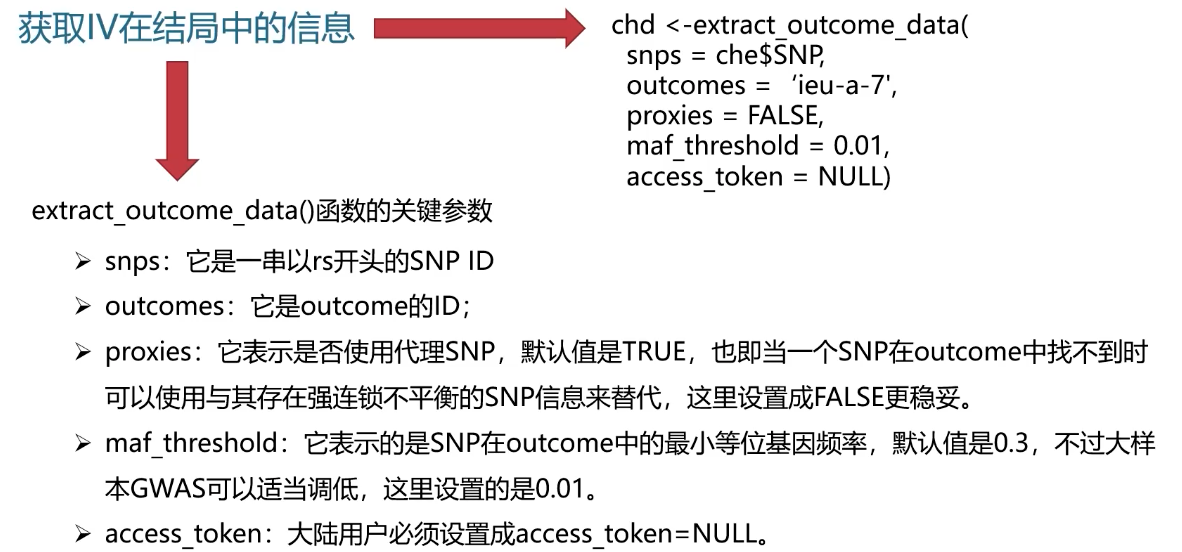 获取IV在结局中的信息
chd <-extract_outcome_data(
snps = che$SNP,
outcomes = ‘ieu-a-7',
proxies = FALSE,
maf_threshold = 0.01,
access_token = NULL)
extract_outcome_data()函数的关键参数
➢ snps：它是一串以rs开头的SNP ID
➢ outcomes：它是outcome的ID；
➢ proxies：它表示是否使用代理SNP，默认值是TRUE，也即当一个SNP在outcome中找不到时
可以使用与其存在强连锁不平衡的SNP信息来替代，这里设置成FALSE更稳妥。
➢ maf_threshold：它表示的是SNP在outcome中的最小等位基因频率，默认值是0.3，不过大样
本GWAS可以适当调低，这里设置的是0.01。
➢ access_token：大陆用户必须设置成access_token=NULL。